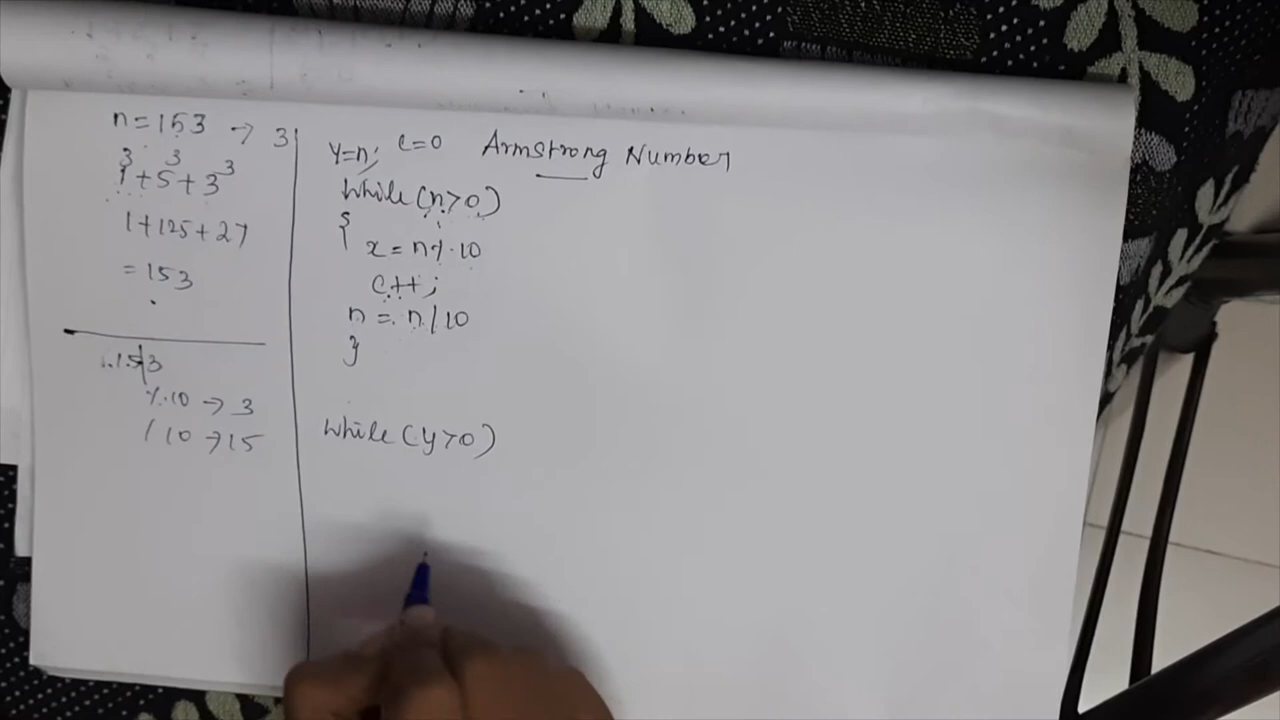 n=153 → 3
1³+5³+3³
1+125+27
=153
153
%10 → 3
/10 → 15
Armstrong Number
y=n; c=0
while(n>0)
{
x=n%10
c++;
n=n/10
}
while(y>0)